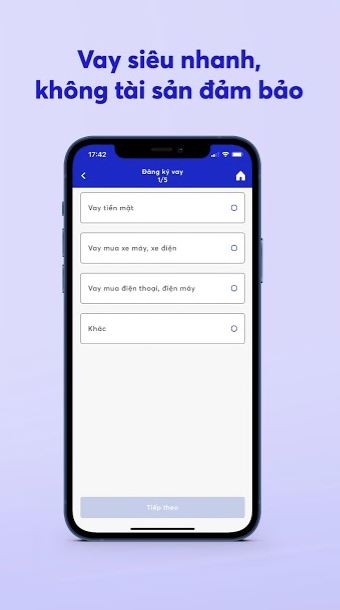 Vay siêu nhanh,
không tài sản đảm bảo
17:42
Đăng ký vay
1/5
Vay tiền mặt
Vay mua xe máy, xe điện
Vay mua điện thoại, điện máy
Khác
Tiếp theo